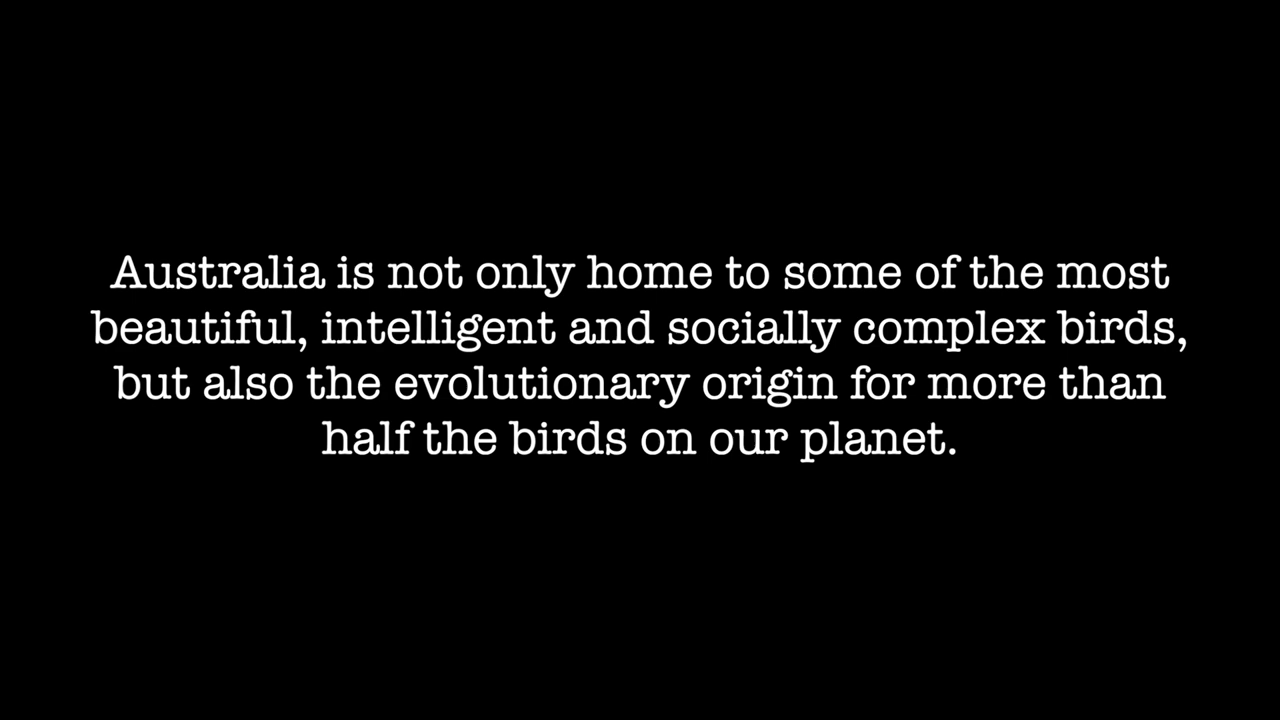 Australia is not only home to some of the most
beautiful, intelligent and socially complex birds,
but also the evolutionary origin for more than
half the birds on our planet.